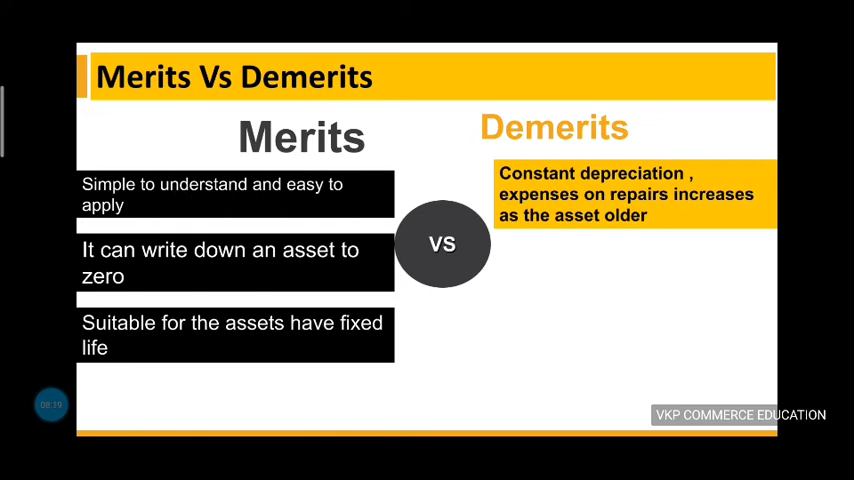 Merits Vs Demerits
Merits
Simple to understand and easy to
apply
It can write down an asset to
zero
Suitable for the assets have fixed
life
VS
Demerits
Constant depreciation ,
expenses on repairs increases
as the asset older
08:39
VKP COMMERCE EDUCATION